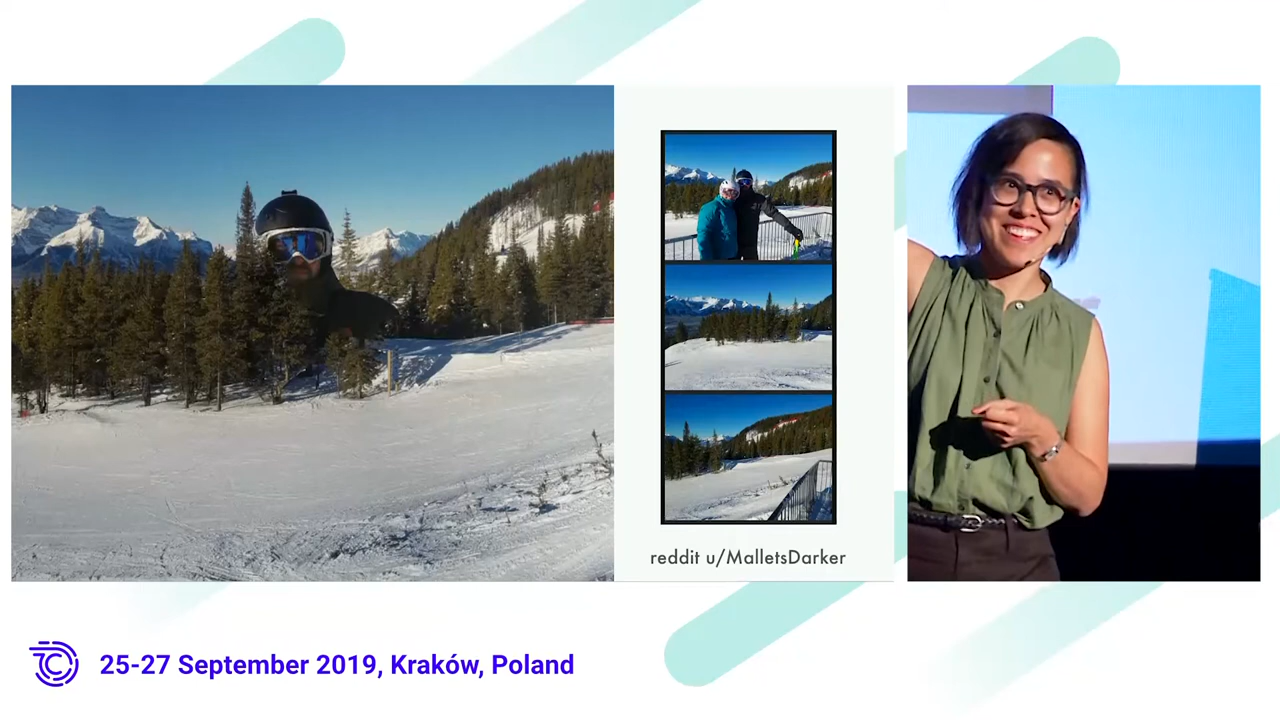 reddit u/MalletsDarker
25-27 September 2019, Kraków, Poland